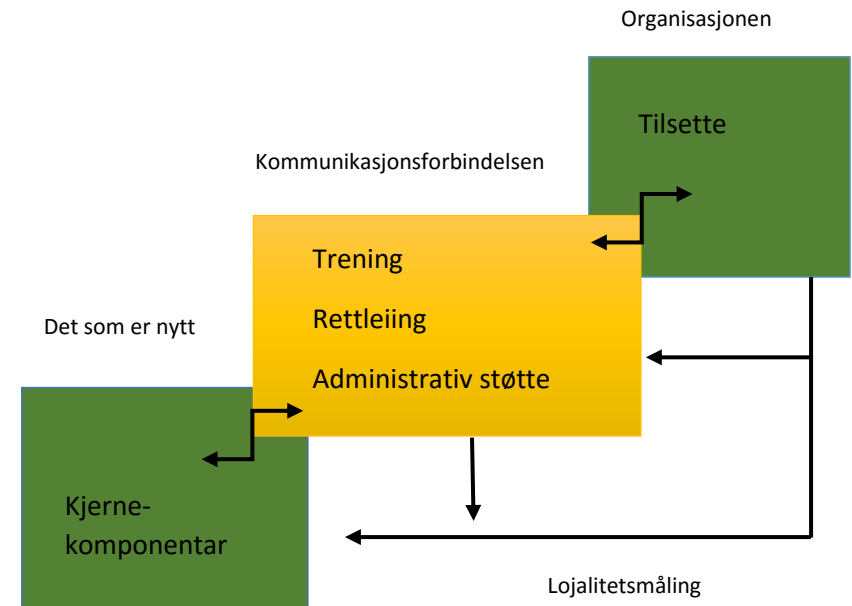 Organisasjonen
Tilsette
Kommunikasjonsforbindelsen
Trening
Rettleiing
Administrativ støtte
Det som er nytt
Kjerne-
komponentar
Lojalitetsmåling